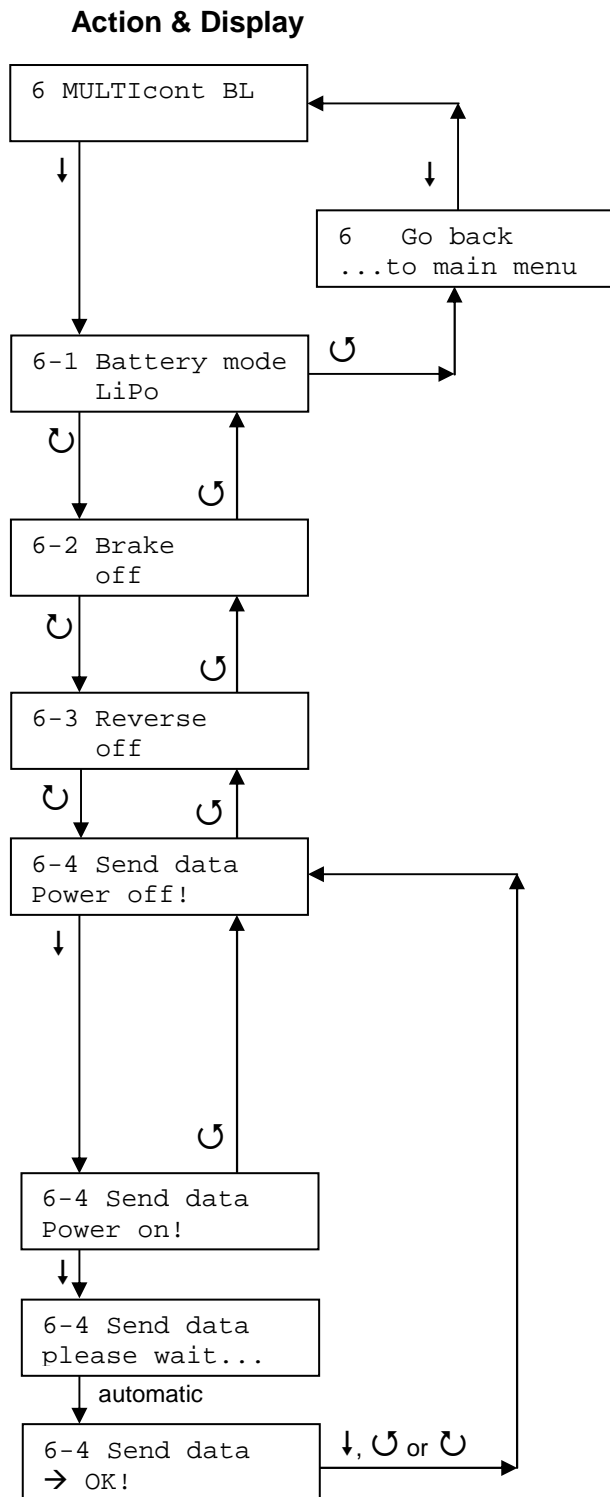 Action & Display
6 MULTIcont BL
↓
↓
6 Go back
...to main menu
6-1 Battery mode
LiPo
↺
↻
↺
6-2 Brake
off
↻
↺
6-3 Reverse
off
↻
↺
6-4 Send data
Power off!
↓
↺
6-4 Send data
Power on!
↓
6-4 Send data
please wait...
automatic
6-4 Send data
→ OK!
↓, ↺ or ↻